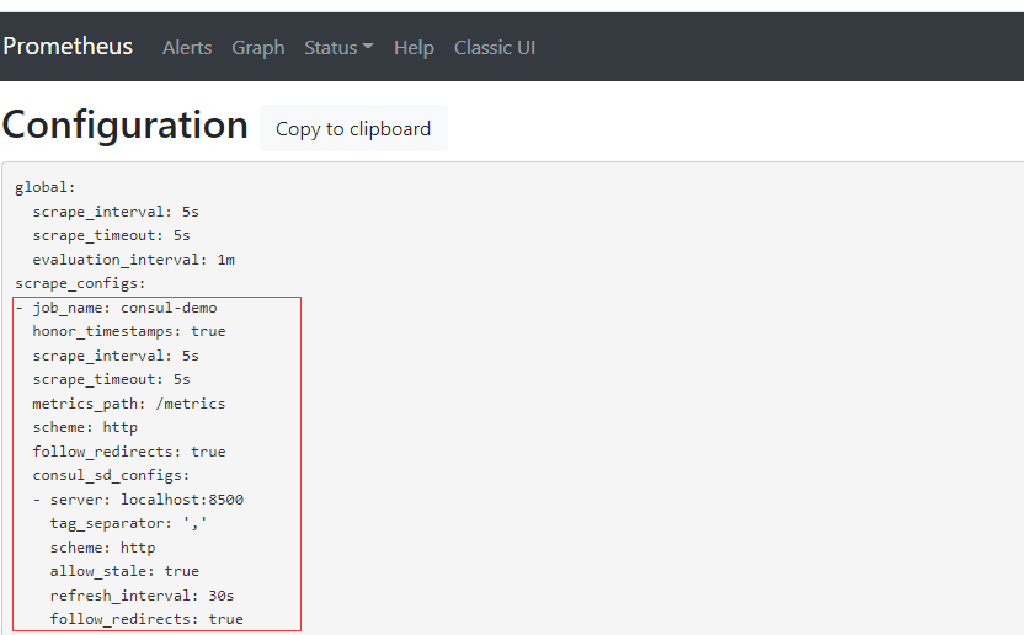 Prometheus Alerts Graph Status Help Classic UI
Configuration Copy to clipboard
global:
  scrape_interval: 5s
  scrape_timeout: 5s
  evaluation_interval: 1m
scrape_configs:
- job_name: consul-demo
  honor_timestamps: true
  scrape_interval: 5s
  scrape_timeout: 5s
  metrics_path: /metrics
  scheme: http
  follow_redirects: true
  consul_sd_configs:
  - server: localhost:8500
    tag_separator: ','
    scheme: http
    allow_stale: true
    refresh_interval: 30s
    follow_redirects: true